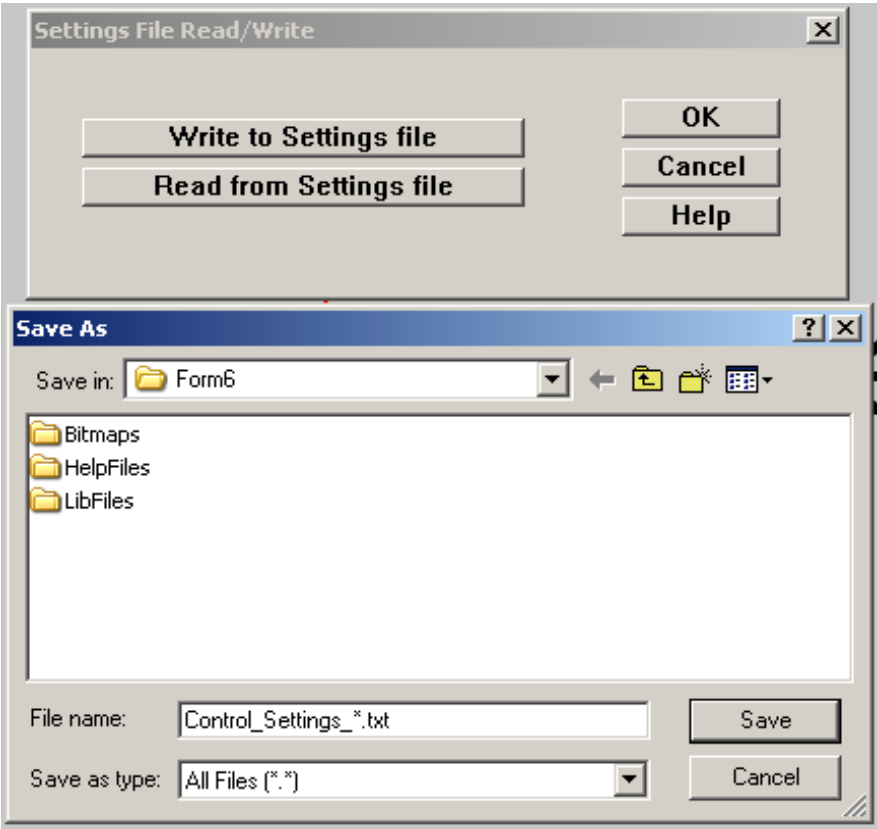 Settings File Read/Write
Write to Settings file
Read from Settings file
OK
Cancel
Help
Save As
Save in: Form6
Bitmaps
HelpFiles
LibFiles
File name: Control_Settings_*.txt
Save
Save as type: All Files (*.*)
Cancel